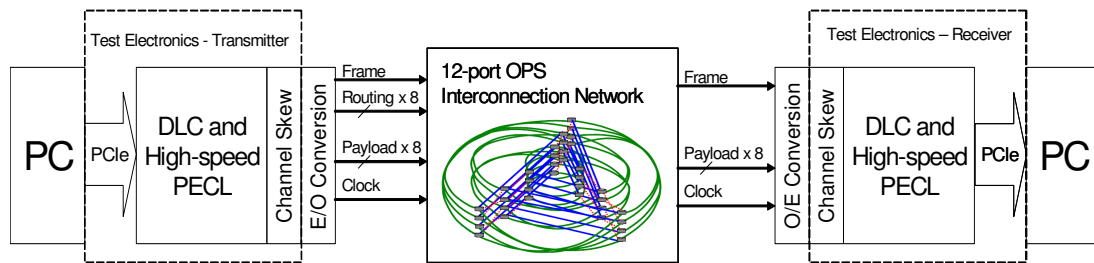 Test Electronics - Transmitter
PC
PCIe
DLC and
High-speed
PECL
Channel Skew
E/O Conversion
Frame
Routing x 8
Payload x 8
Clock
12-port OPS
Interconnection Network
Frame
Payload x 8
Clock
Test Electronics – Receiver
O/E Conversion
Channel Skew
DLC and
High-speed
PECL
PCIe
PC